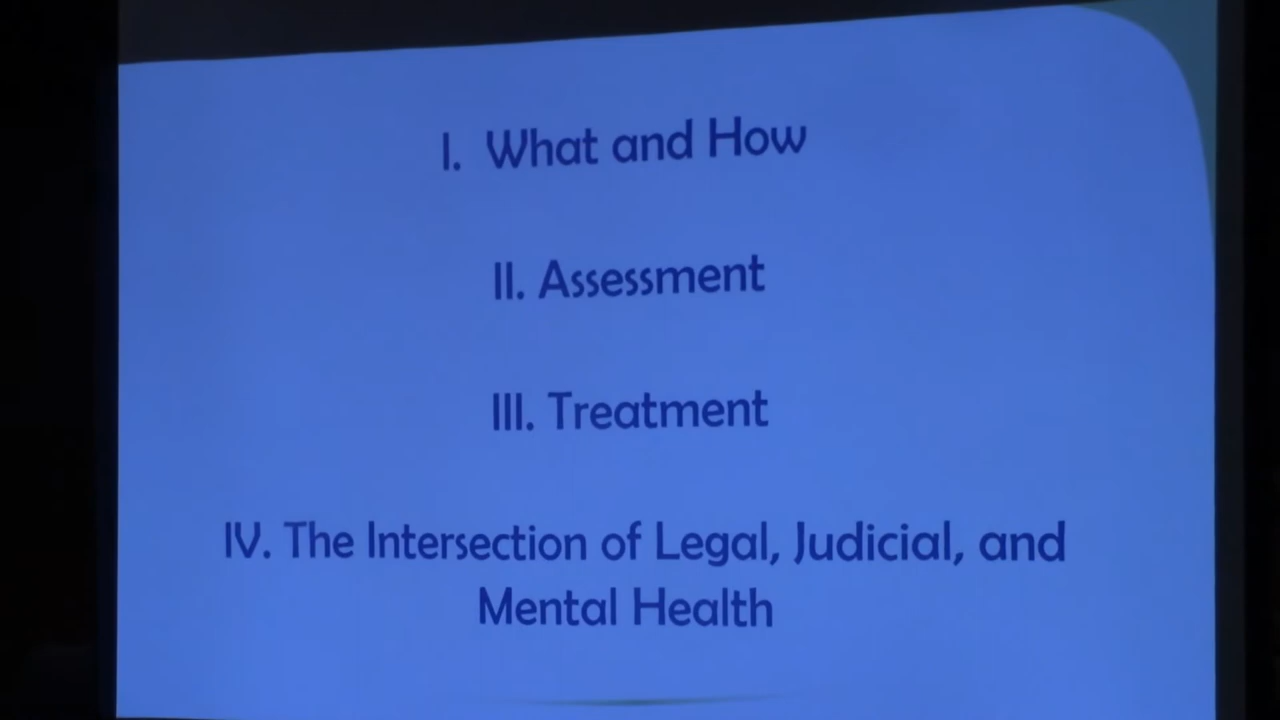 I. What and How
II. Assessment
III. Treatment
IV. The Intersection of Legal, Judicial, and
Mental Health